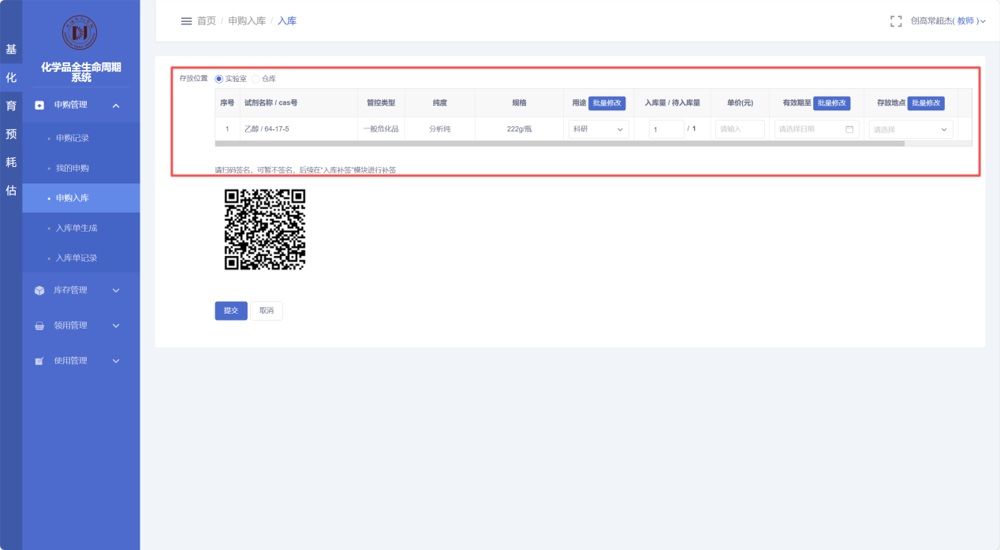 基
化
育
预
耗
估
化学品全生命周期
系统
申购管理
申购记录
我的申购
申购入库
入库单生成
入库单记录
库存管理
领用管理
使用管理
首页 / 申购入库 / 入库
创高常超杰( 教师 )
存放位置 实验室 仓库
序号 试剂名称 / cas号 管控类型 纯度 规格 用途 批量修改 入库量 / 待入库量 单价(元) 有效期至 批量修改 存放地点 批量修改
1 乙醇 / 64-17-5 一般危化品 分析纯 222g/瓶 科研 1 / 1 请输入 请选择日期 请选择
请扫码签名，可暂不签名，后续在"入库补签"模块进行补签
提交 取消